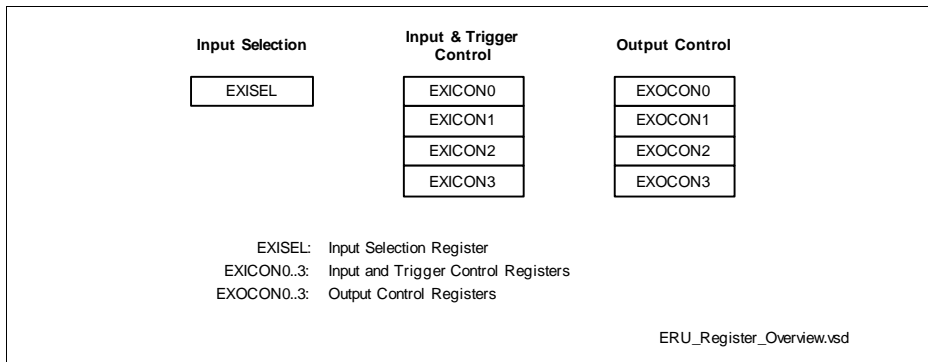 Input Selection
Input & Trigger
Control
Output Control
EXISEL
EXICON0
EXICON1
EXICON2
EXICON3
EXOCON0
EXOCON1
EXOCON2
EXOCON3
EXISEL: Input Selection Register
EXICON0..3: Input and Trigger Control Registers
EXOCON0..3: Output Control Registers
ERU_Register_Overview.vsd